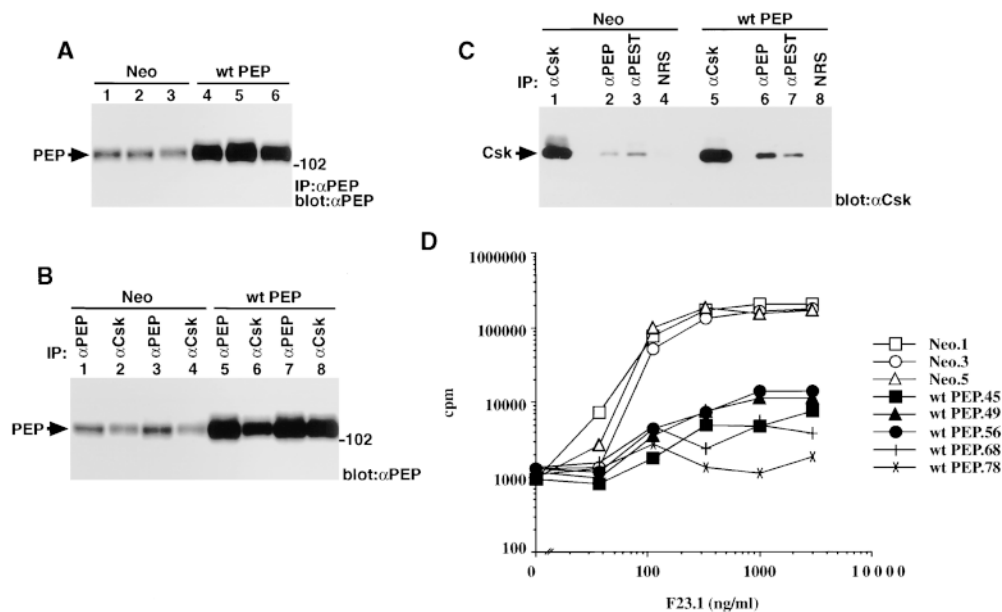 A
Neo
wt PEP
1 2 3 4 5 6
PEP
-102
IP:αPEP
blot:αPEP
B
Neo
wt PEP
IP: αPEP αCsk αPEP αCsk αPEP αCsk αPEP αCsk
1 2 3 4 5 6 7 8
PEP
-102
blot:αPEP
C
Neo
wt PEP
IP: αCsk αPEP αPEST NRS αCsk αPEP αPEST NRS
1 2 3 4 5 6 7 8
Csk
blot:αCsk
D
1000000
100000
10000
1000
100
cpm
0 100 1000 10000
F23.1 (ng/ml)
Neo.1
Neo.3
Neo.5
wt PEP.45
wt PEP.49
wt PEP.56
wt PEP.68
wt PEP.78